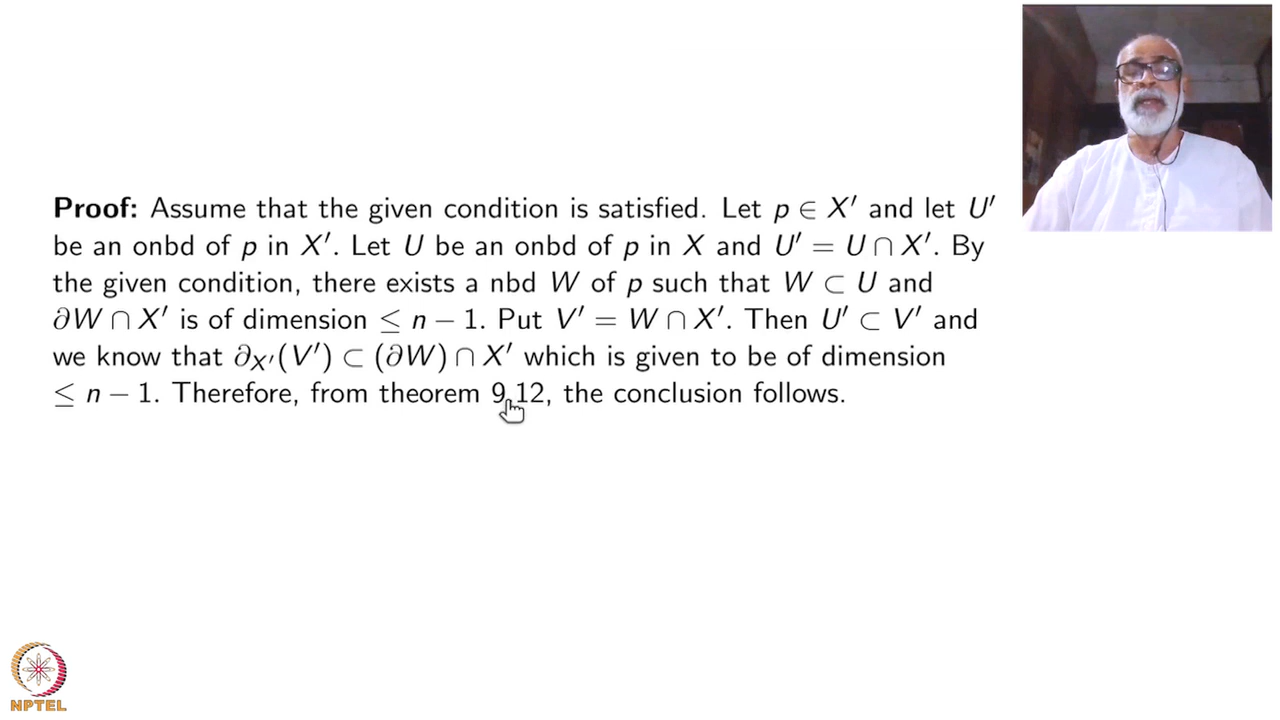 Proof: Assume that the given condition is satisfied. Let p ∈ X′ and let U′
be an onbd of p in X′. Let U be an onbd of p in X and U′ = U ∩ X′. By
the given condition, there exists a nbd W of p such that W ⊂ U and
∂W ∩ X′ is of dimension ≤ n − 1. Put V′ = W ∩ X′. Then U′ ⊂ V′ and
we know that ∂X′(V′) ⊂ (∂W) ∩ X′ which is given to be of dimension
≤ n − 1. Therefore, from theorem 9.12, the conclusion follows.
NPTEL